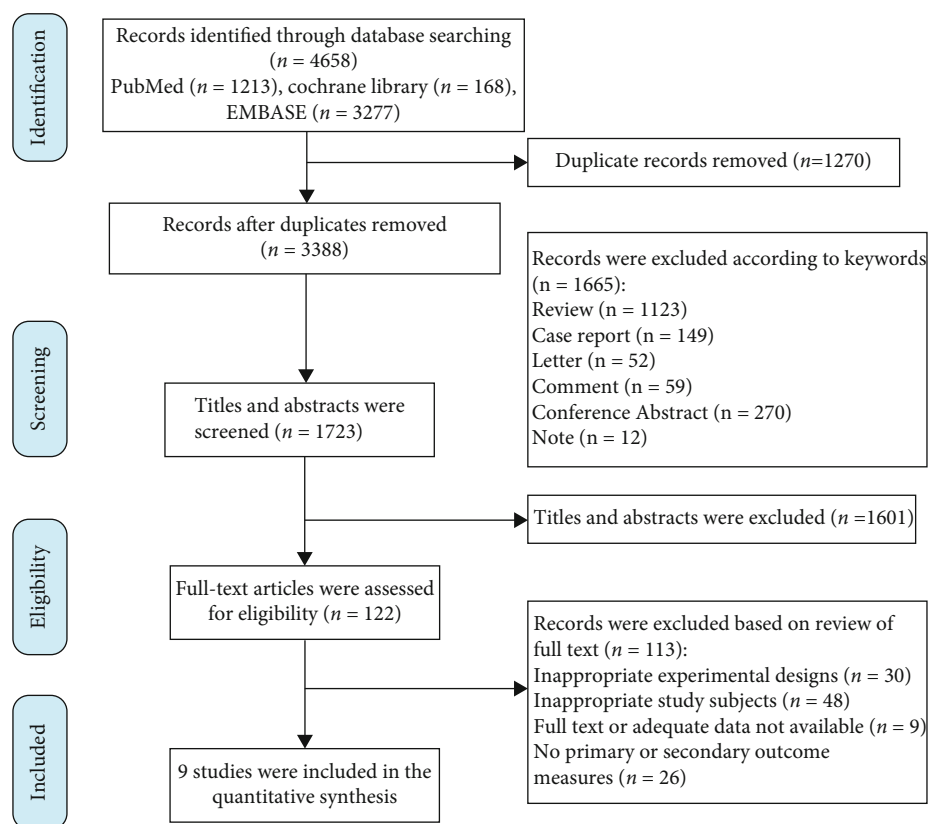 Identification
Records identified through database searching
(n = 4658)
PubMed (n = 1213), cochrane library (n = 168),
EMBASE (n = 3277)
Duplicate records removed (n=1270)
Records after duplicates removed
(n = 3388)
Records were excluded according to keywords
(n = 1665):
Review (n = 1123)
Case report (n = 149)
Letter (n = 52)
Comment (n = 59)
Conference Abstract (n = 270)
Note (n = 12)
Screening
Titles and abstracts were
screened (n = 1723)
Titles and abstracts were excluded (n =1601)
Eligibility
Full-text articles were assessed
for eligibility (n = 122)
Records were excluded based on review of
full text (n = 113):
Inappropriate experimental designs (n = 30)
Inappropriate study subjects (n = 48)
Full text or adequate data not available (n = 9)
No primary or secondary outcome
measures (n = 26)
Included
9 studies were included in the
quantitative synthesis